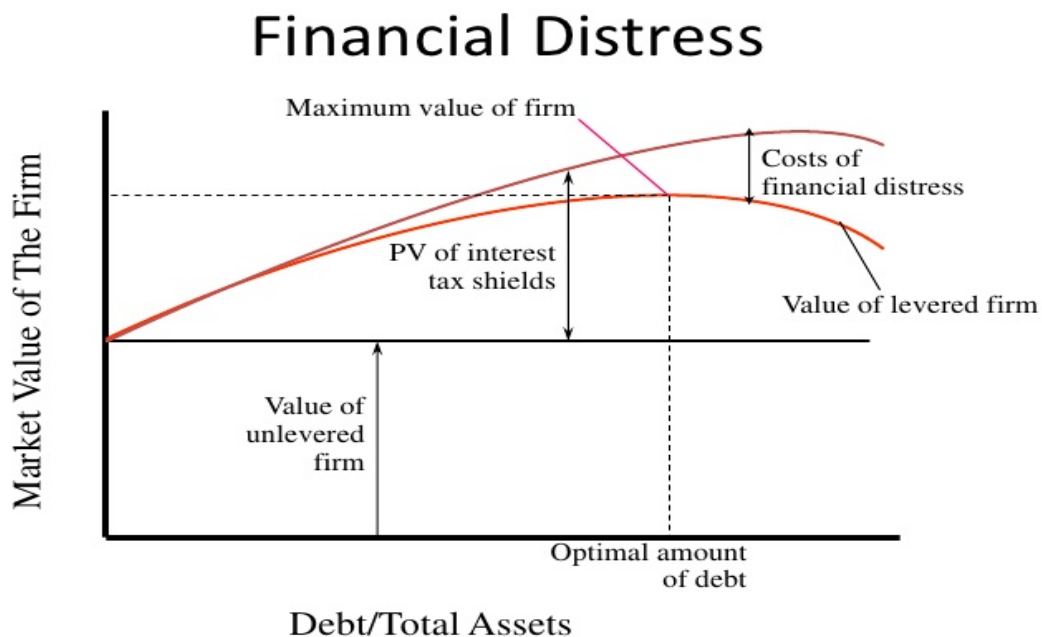 Financial Distress
Market Value of The Firm
Maximum value of firm
Costs of
financial distress
PV of interest
tax shields
Value of levered firm
Value of
unlevered
firm
Optimal amount
of debt
Debt/Total Assets